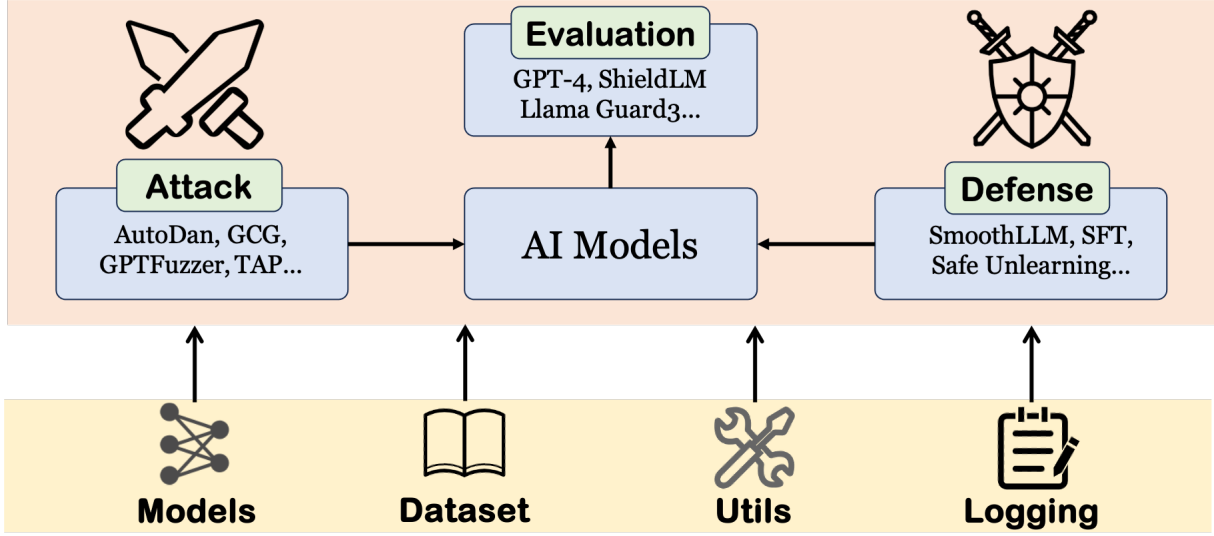 Evaluation
GPT-4, ShieldLM
Llama Guard3...
Attack
AutoDan, GCG,
GPTFuzzer, TAP...
AI Models
Defense
SmoothLLM, SFT,
Safe Unlearning...
Models
Dataset
Utils
Logging